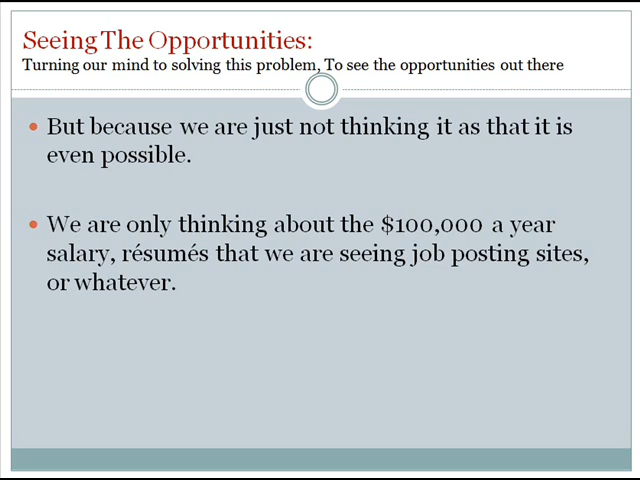 Seeing The Opportunities:
Turning our mind to solving this problem, To see the opportunities out there
• But because we are just not thinking it as that it is
even possible.
• We are only thinking about the $100,000 a year
salary, résumés that we are seeing job posting sites,
or whatever.